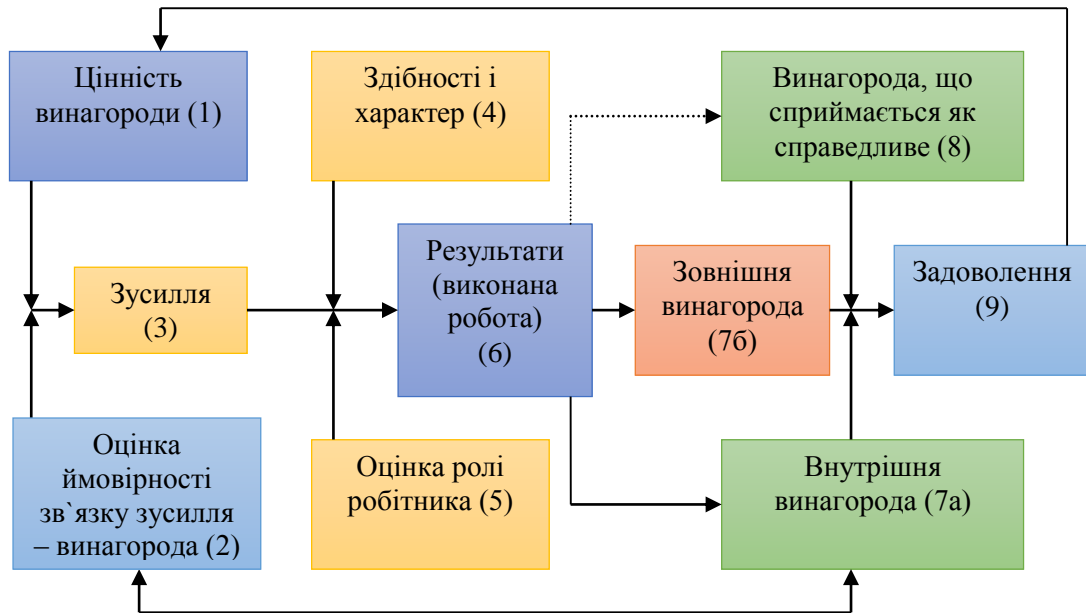 Цінність
винагороди (1)
Здібності і
характер (4)
Винагорода, що
сприймається як
справедливе (8)
Зусилля
(3)
Результати
(виконана
робота)
(6)
Зовнішня
винагорода
(7б)
Задоволення
(9)
Оцінка
ймовірності
зв`язку зусилля
– винагорода (2)
Оцінка ролі
робітника (5)
Внутрішня
винагорода (7а)